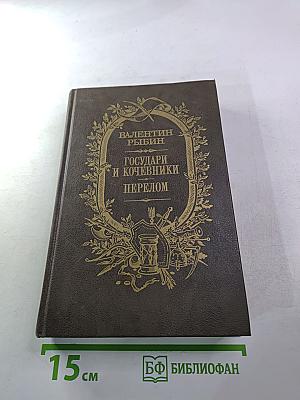 ВАЛЕНТИН
РЫБИН
ГОСУДАРИ
И КОЧЕВНИКИ
ПЕРЕЛОМ
15 см
БФ БИБЛИОФАН